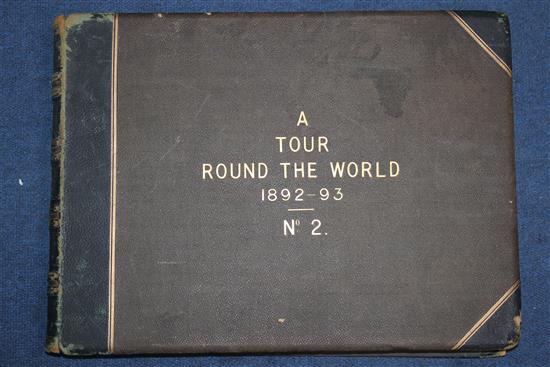 A
TOUR
ROUND THE WORLD
1892-93
Nº 2.